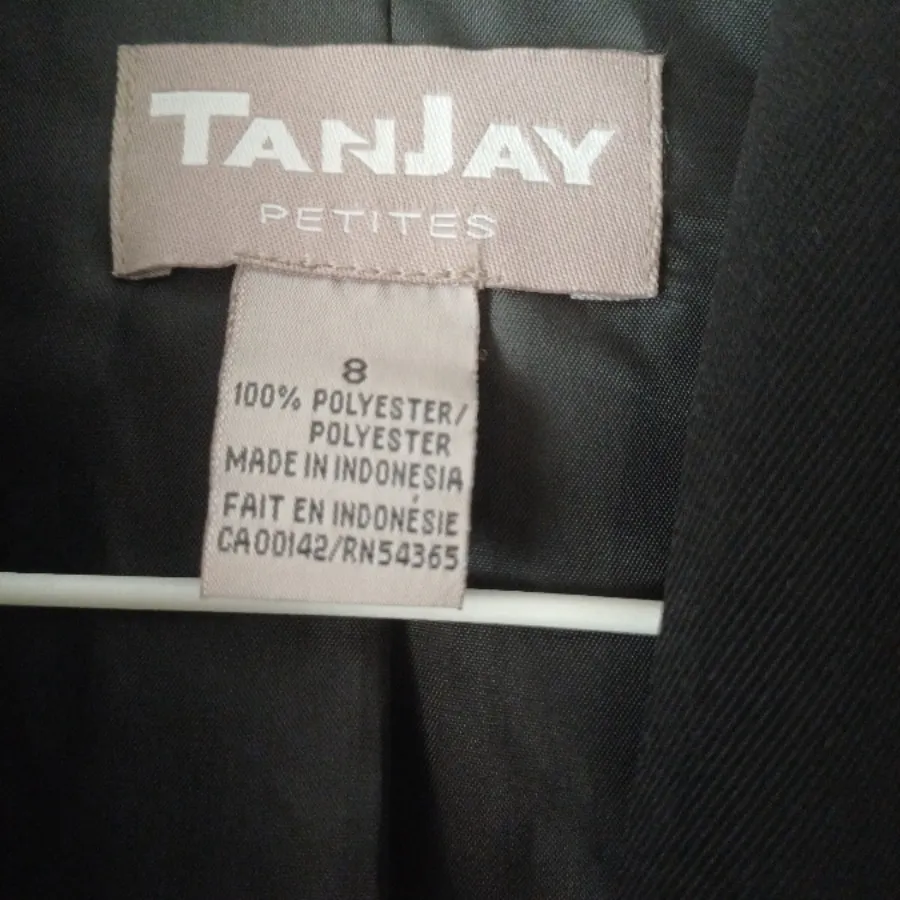 TANJAY
PETITES
8
100% POLYESTER/
POLYESTER
MADE IN INDONESIA
FAIT EN INDONÉSIE
CA00142/RN54365